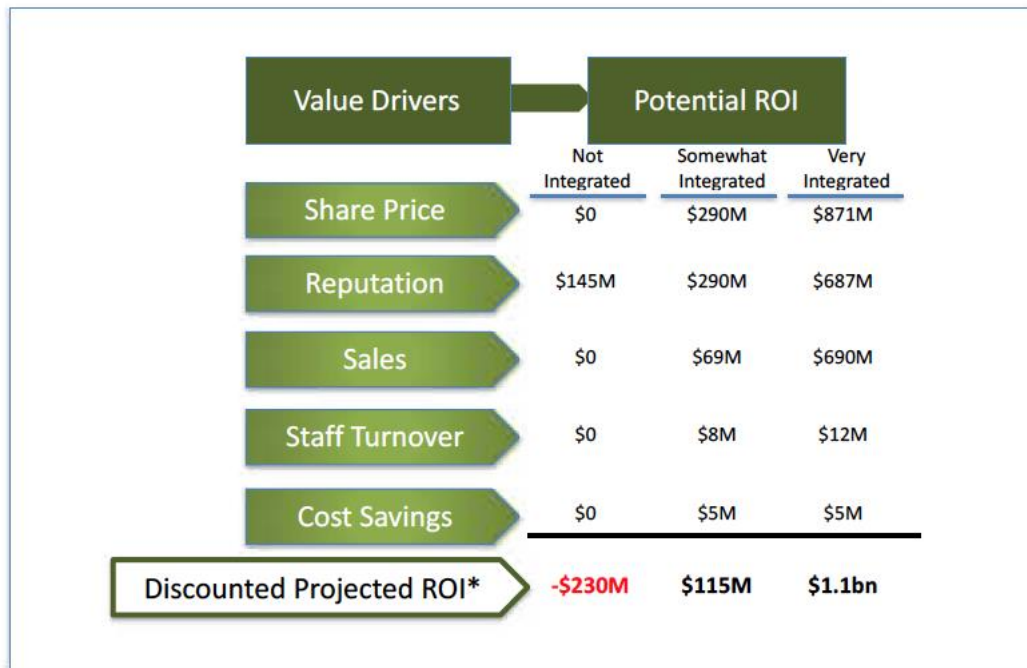 Value Drivers Potential ROI
Not Somewhat Very
Integrated Integrated Integrated
Share Price $0 $290M $871M
Reputation $145M $290M $687M
Sales $0 $69M $690M
Staff Turnover $0 $8M $12M
Cost Savings $0 $5M $5M
Discounted Projected ROI* -$230M $115M $1.1bn